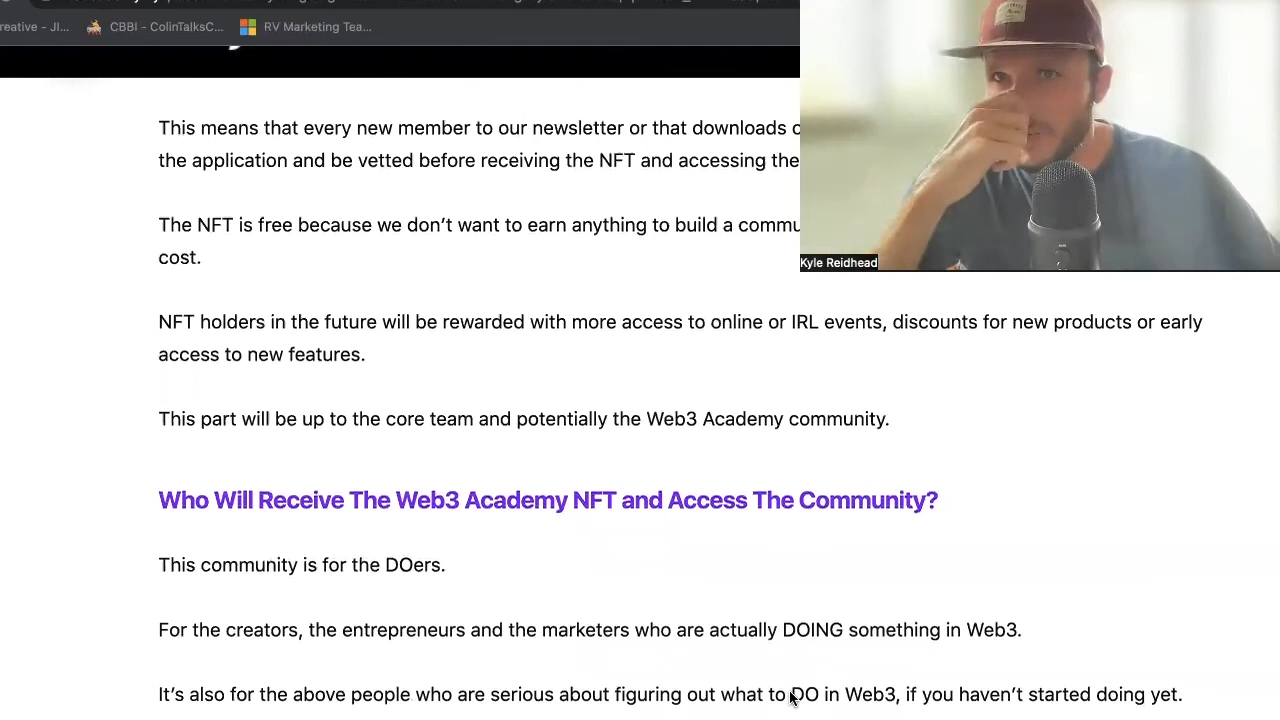 reative - JI...
CBBI - ColinTalksC...
RV Marketing Tea...
This means that every new member to our newsletter or that downloads
the application and be vetted before receiving the NFT and accessing the
The NFT is free because we don’t want to earn anything to build a commu
cost.
Kyle Reidhead
NFT holders in the future will be rewarded with more access to online or IRL events, discounts for new products or early
access to new features.
This part will be up to the core team and potentially the Web3 Academy community.
Who Will Receive The Web3 Academy NFT and Access The Community?
This community is for the DOers.
For the creators, the entrepreneurs and the marketers who are actually DOING something in Web3.
It’s also for the above people who are serious about figuring out what to DO in Web3, if you haven’t started doing yet.